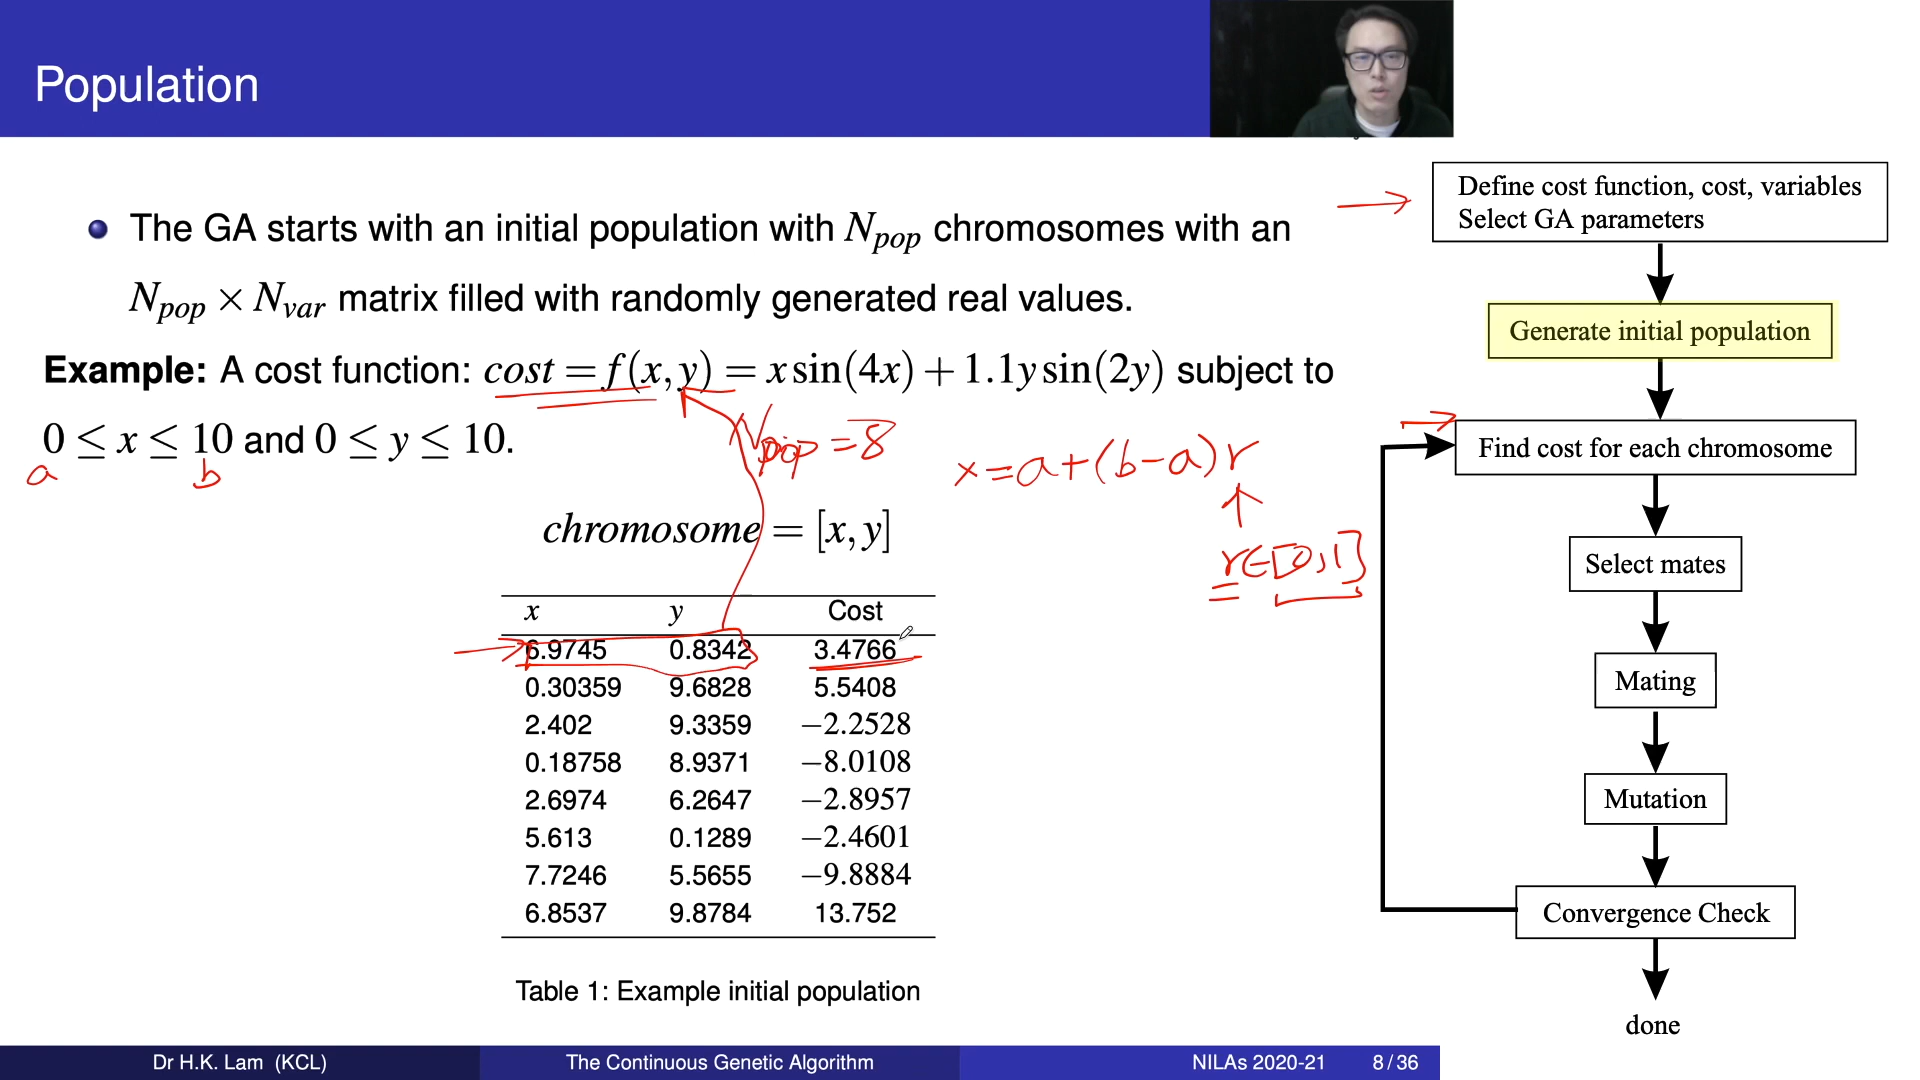 Population
The GA starts with an initial population with N_pop chromosomes with an
N_pop × N_var matrix filled with randomly generated real values.
Example: A cost function: cost = f(x,y) = x sin(4x) + 1.1y sin(2y) subject to
0 ≤ x ≤ 10 and 0 ≤ y ≤ 10.
a b
N_pop = 8
x = a + (b - a) r
r ∈ [0,1]
chromosome = [x, y]
x y Cost
6.9745 0.8342 3.4766
0.30359 9.6828 5.5408
2.402 9.3359 −2.2528
0.18758 8.9371 −8.0108
2.6974 6.2647 −2.8957
5.613 0.1289 −2.4601
7.7246 5.5655 −9.8884
6.8537 9.8784 13.752
Table 1: Example initial population
Define cost function, cost, variables
Select GA parameters
Generate initial population
Find cost for each chromosome
Select mates
Mating
Mutation
Convergence Check
done
Dr H.K. Lam (KCL) The Continuous Genetic Algorithm NILAs 2020-21 8 / 36